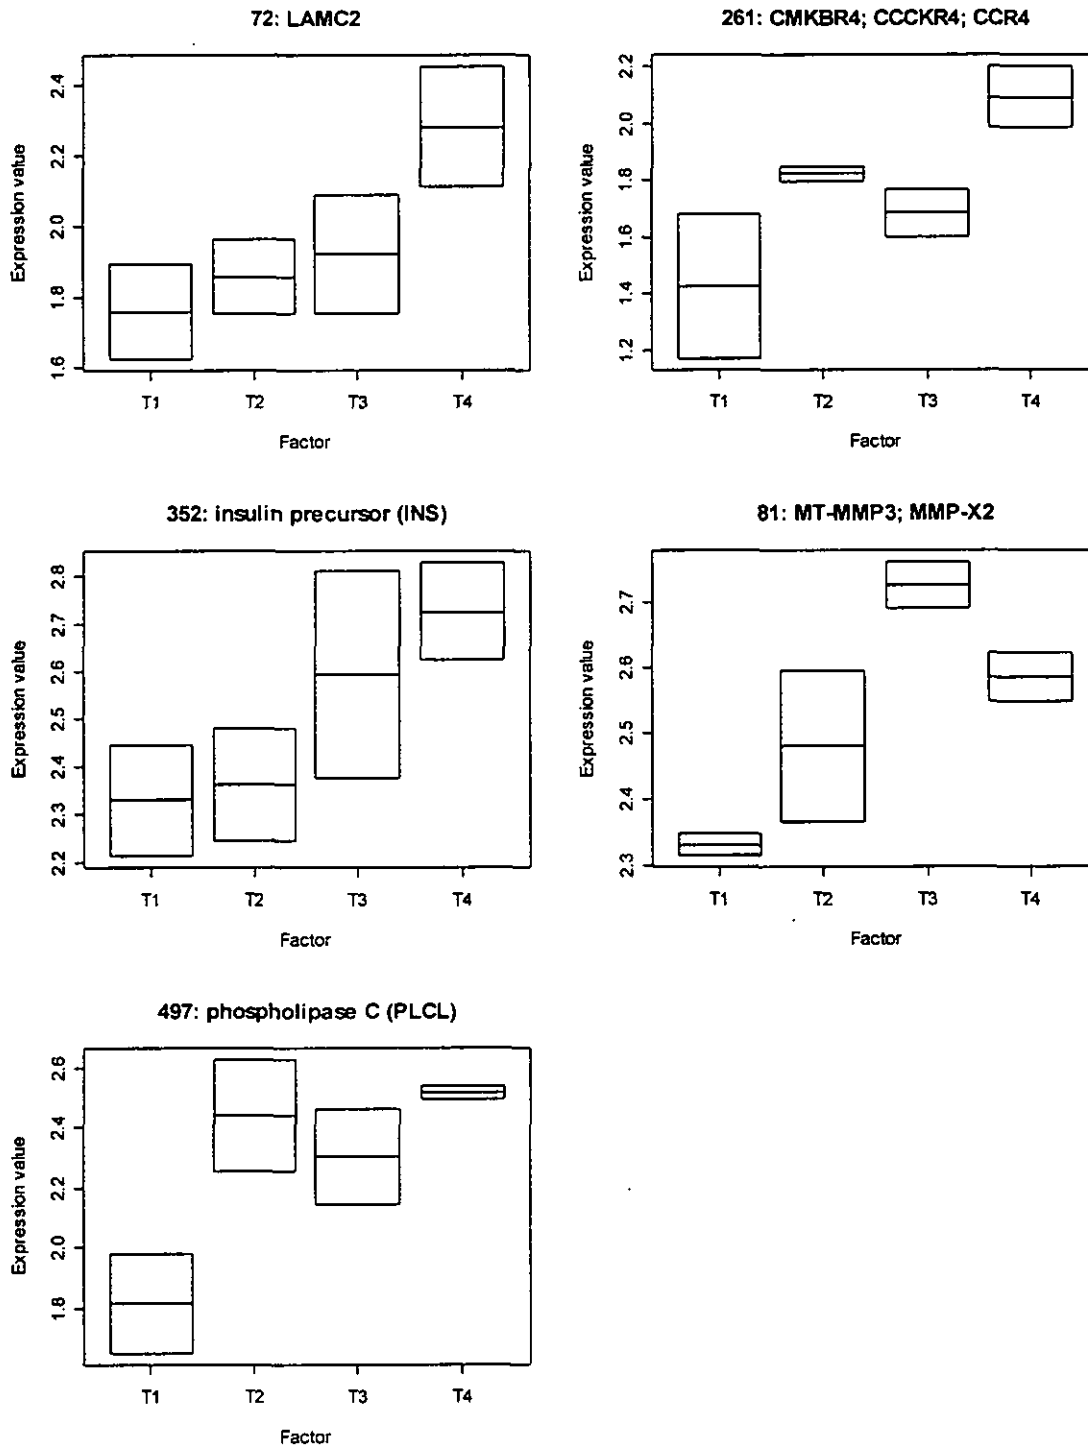 72: LAMC2
Expression value
2.4
2.2
2.0
1.8
1.6
T1 T2 T3 T4
Factor
261: CMKBR4; CCCKR4; CCR4
Expression value
2.2
2.0
1.8
1.6
1.4
1.2
T1 T2 T3 T4
Factor
352: insulin precursor (INS)
Expression value
2.8
2.7
2.6
2.5
2.4
2.3
2.2
T1 T2 T3 T4
Factor
81: MT-MMP3; MMP-X2
Expression value
2.7
2.6
2.5
2.4
2.3
T1 T2 T3 T4
Factor
497: phospholipase C (PLCL)
Expression value
2.6
2.4
2.2
2.0
1.8
T1 T2 T3 T4
Factor